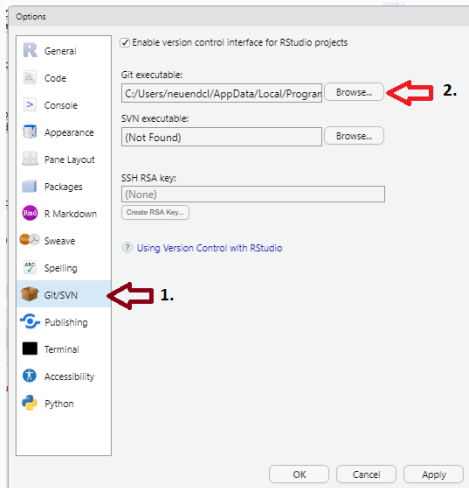 Options
General
Code
Console
Appearance
Pane Layout
Packages
Rmd R Markdown
Sweave
ABC Spelling
Git/SVN
Publishing
Terminal
Accessibility
Python
Enable version control interface for RStudio projects
Git executable:
C:/Users/neuendcl/AppData/Local/Program Browse... 2.
SVN executable:
(Not Found) Browse...
SSH RSA key:
(None)
Create RSA Key...
? Using Version Control with RStudio
1.
OK Cancel Apply